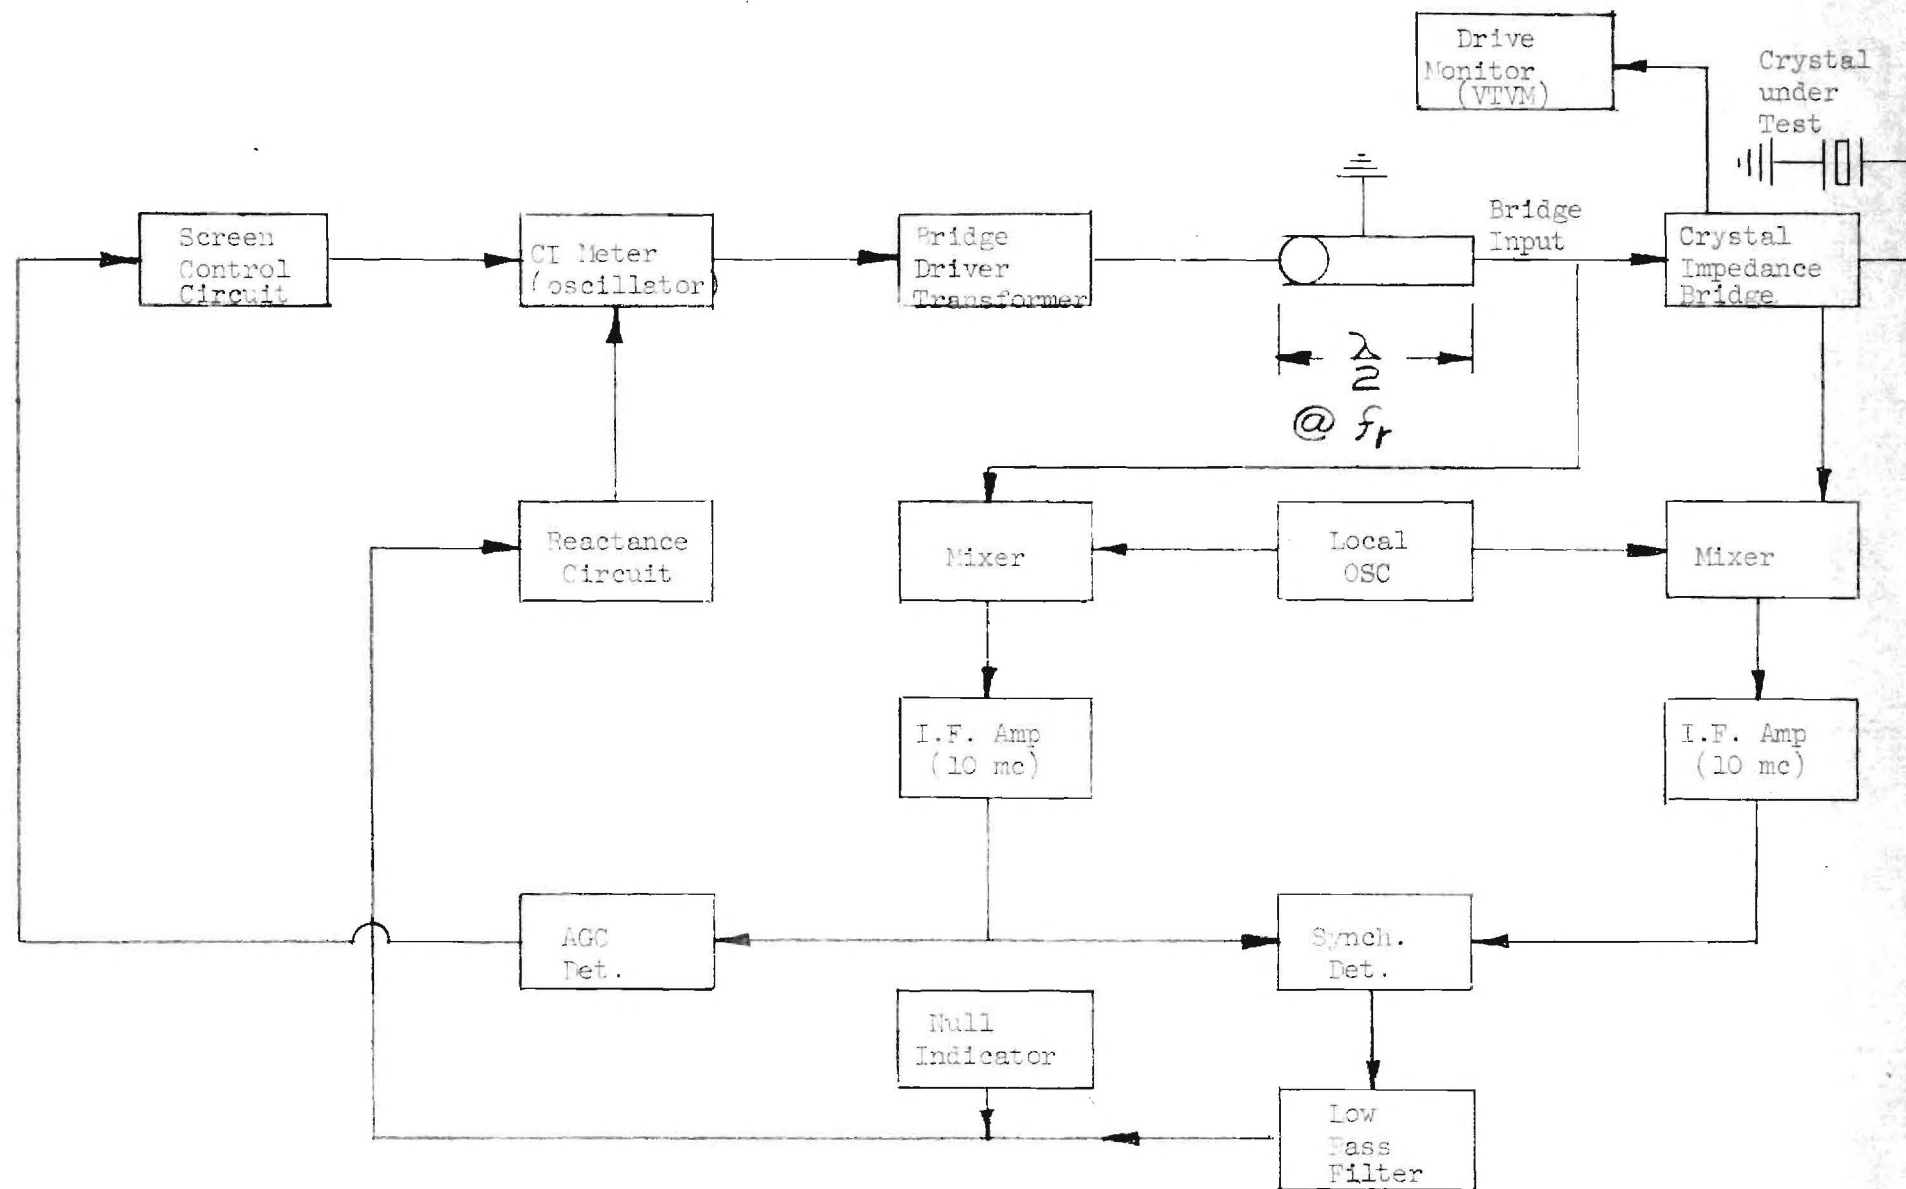 Drive
Monitor
(VTVM)
Crystal
under
Test
Screen
Control
Circuit
CI Meter
(oscillator)
Bridge
Driver
Transformer
Bridge
Input
Crystal
Impedance
Bridge
λ
2
@ fr
Reactance
Circuit
Mixer
Local
OSC
Mixer
I.F. Amp
(10 mc)
I.F. Amp
(10 mc)
AGC
Det.
Synch.
Det.
Null
Indicator
Low
Pass
Filter